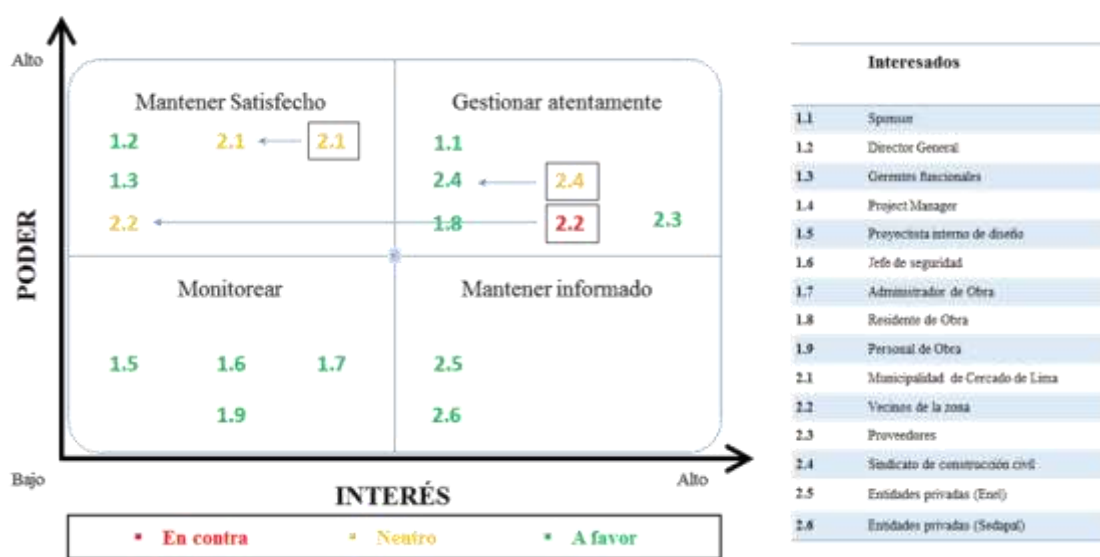 Alto
Mantener Satisfecho
Gestionar atentamente
1.2
2.1
2.1
1.1
1.3
2.4
2.4
2.2
1.8
2.2
2.3
PODER
Monitorear
Mantener informado
1.5
1.6
1.7
2.5
1.9
2.6
Bajo
INTERÉS
Alto
En contra
Neutro
A favor
Interesados
1.1 Sponsor
1.2 Director General
1.3 Gerentes funcionales
1.4 Project Manager
1.5 Proyectista interno de diseño
1.6 Jefe de seguridad
1.7 Administrador de Obra
1.8 Residente de Obra
1.9 Personal de Obra
2.1 Municipalidad de Cercado de Lima
2.2 Vecinos de la zona
2.3 Proveedores
2.4 Sindicato de construcción civil
2.5 Entidades privadas (Enel)
2.6 Entidades privadas (Sedapal)